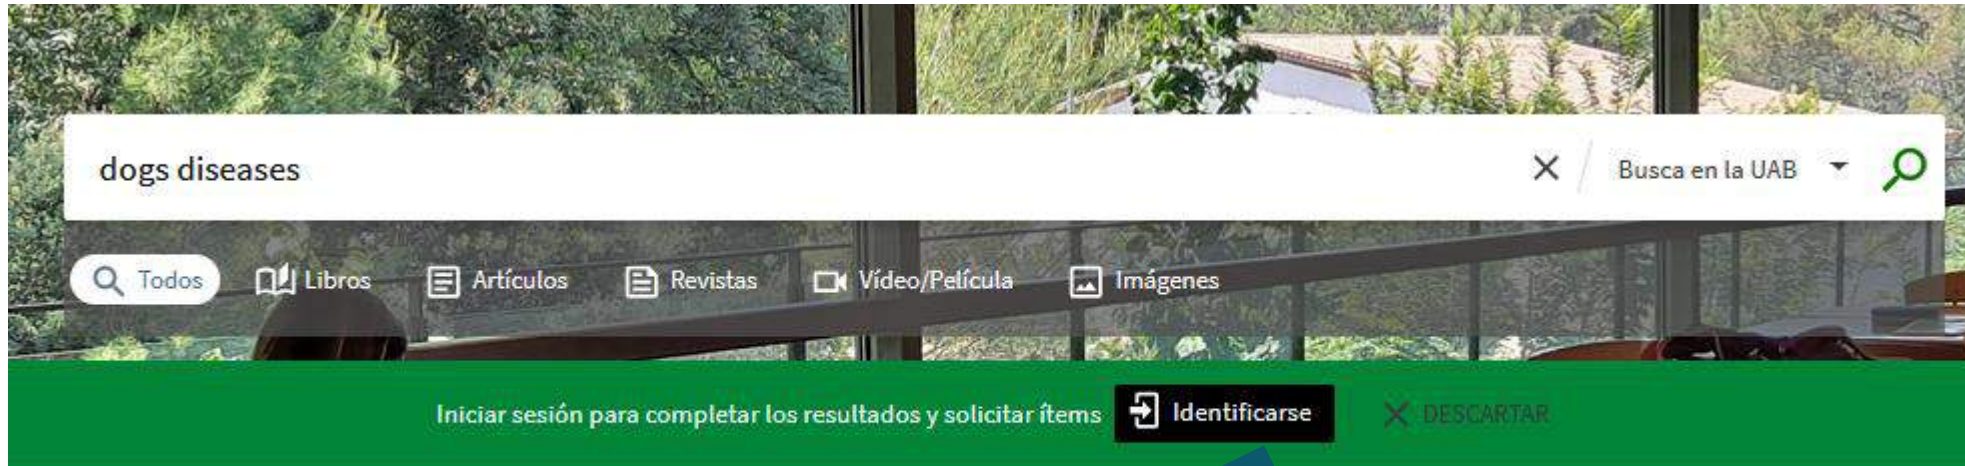 dogs diseases Busca en la UAB
Todos Libros Artículos Revistas Vídeo/Película Imágenes
Iniciar sesión para completar los resultados y solicitar ítems Identificarse DESCARTAR